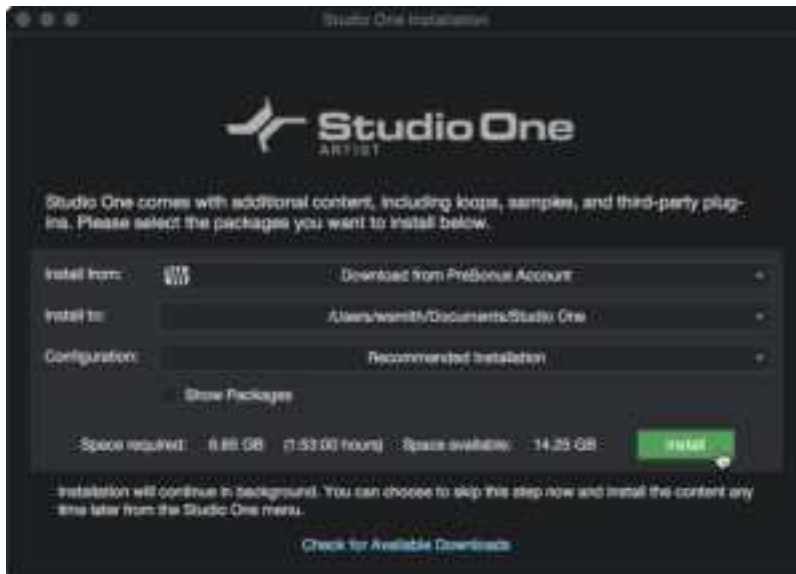 Studio One Installation
Studio One
ARTIST
Studio One comes with additional content, including loops, samples, and third-party plug-
ins. Please select the packages you want to install below.
Install from: Download from PreSonus Account
Install to: /Users/wsmith/Documents/Studio One
Configuration: Recommended Installation
Show Packages
Space required: GB (1:53:00 hours) Space available: 14.25 GB Install
Installation will continue in background. You can choose to skip this step now and install the content any
time later from the Studio One menu.
Check for Available Downloads